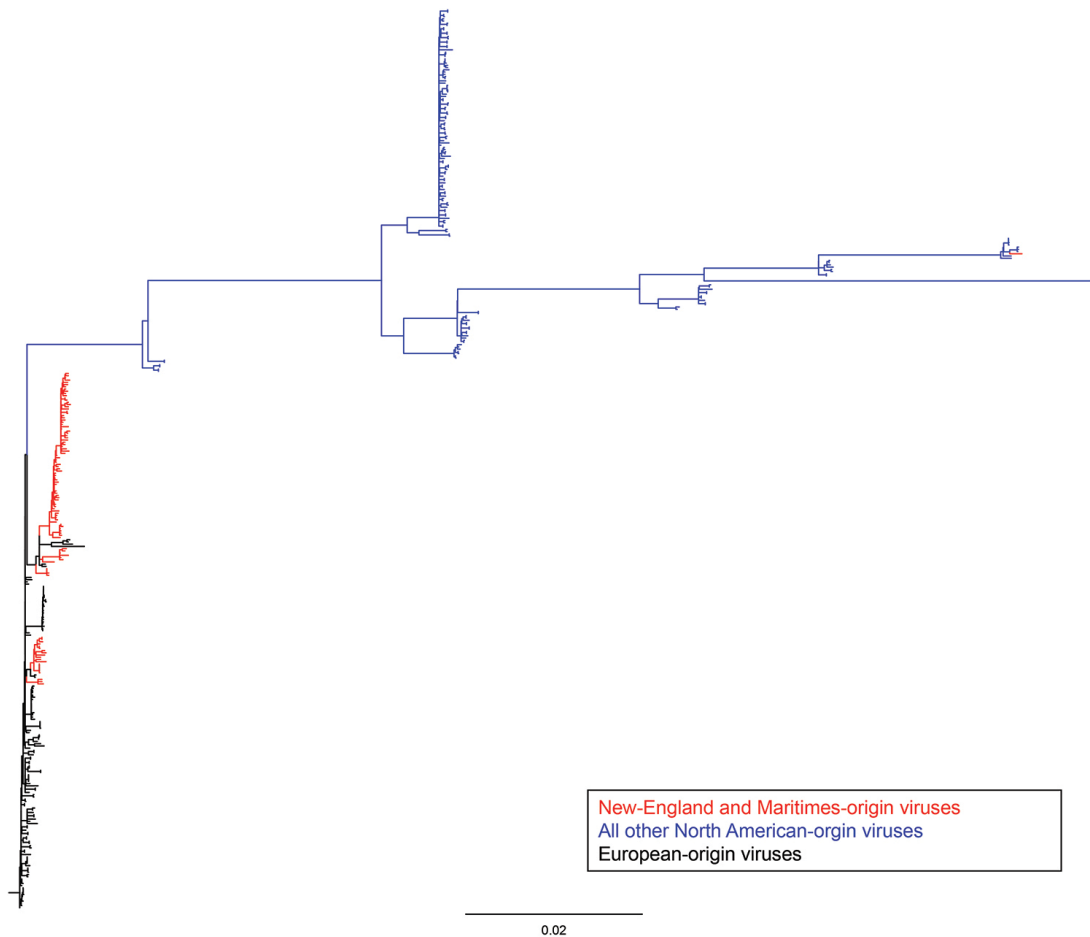 New-England and Maritimes-origin viruses
All other North American-orgin viruses
European-origin viruses
0.02